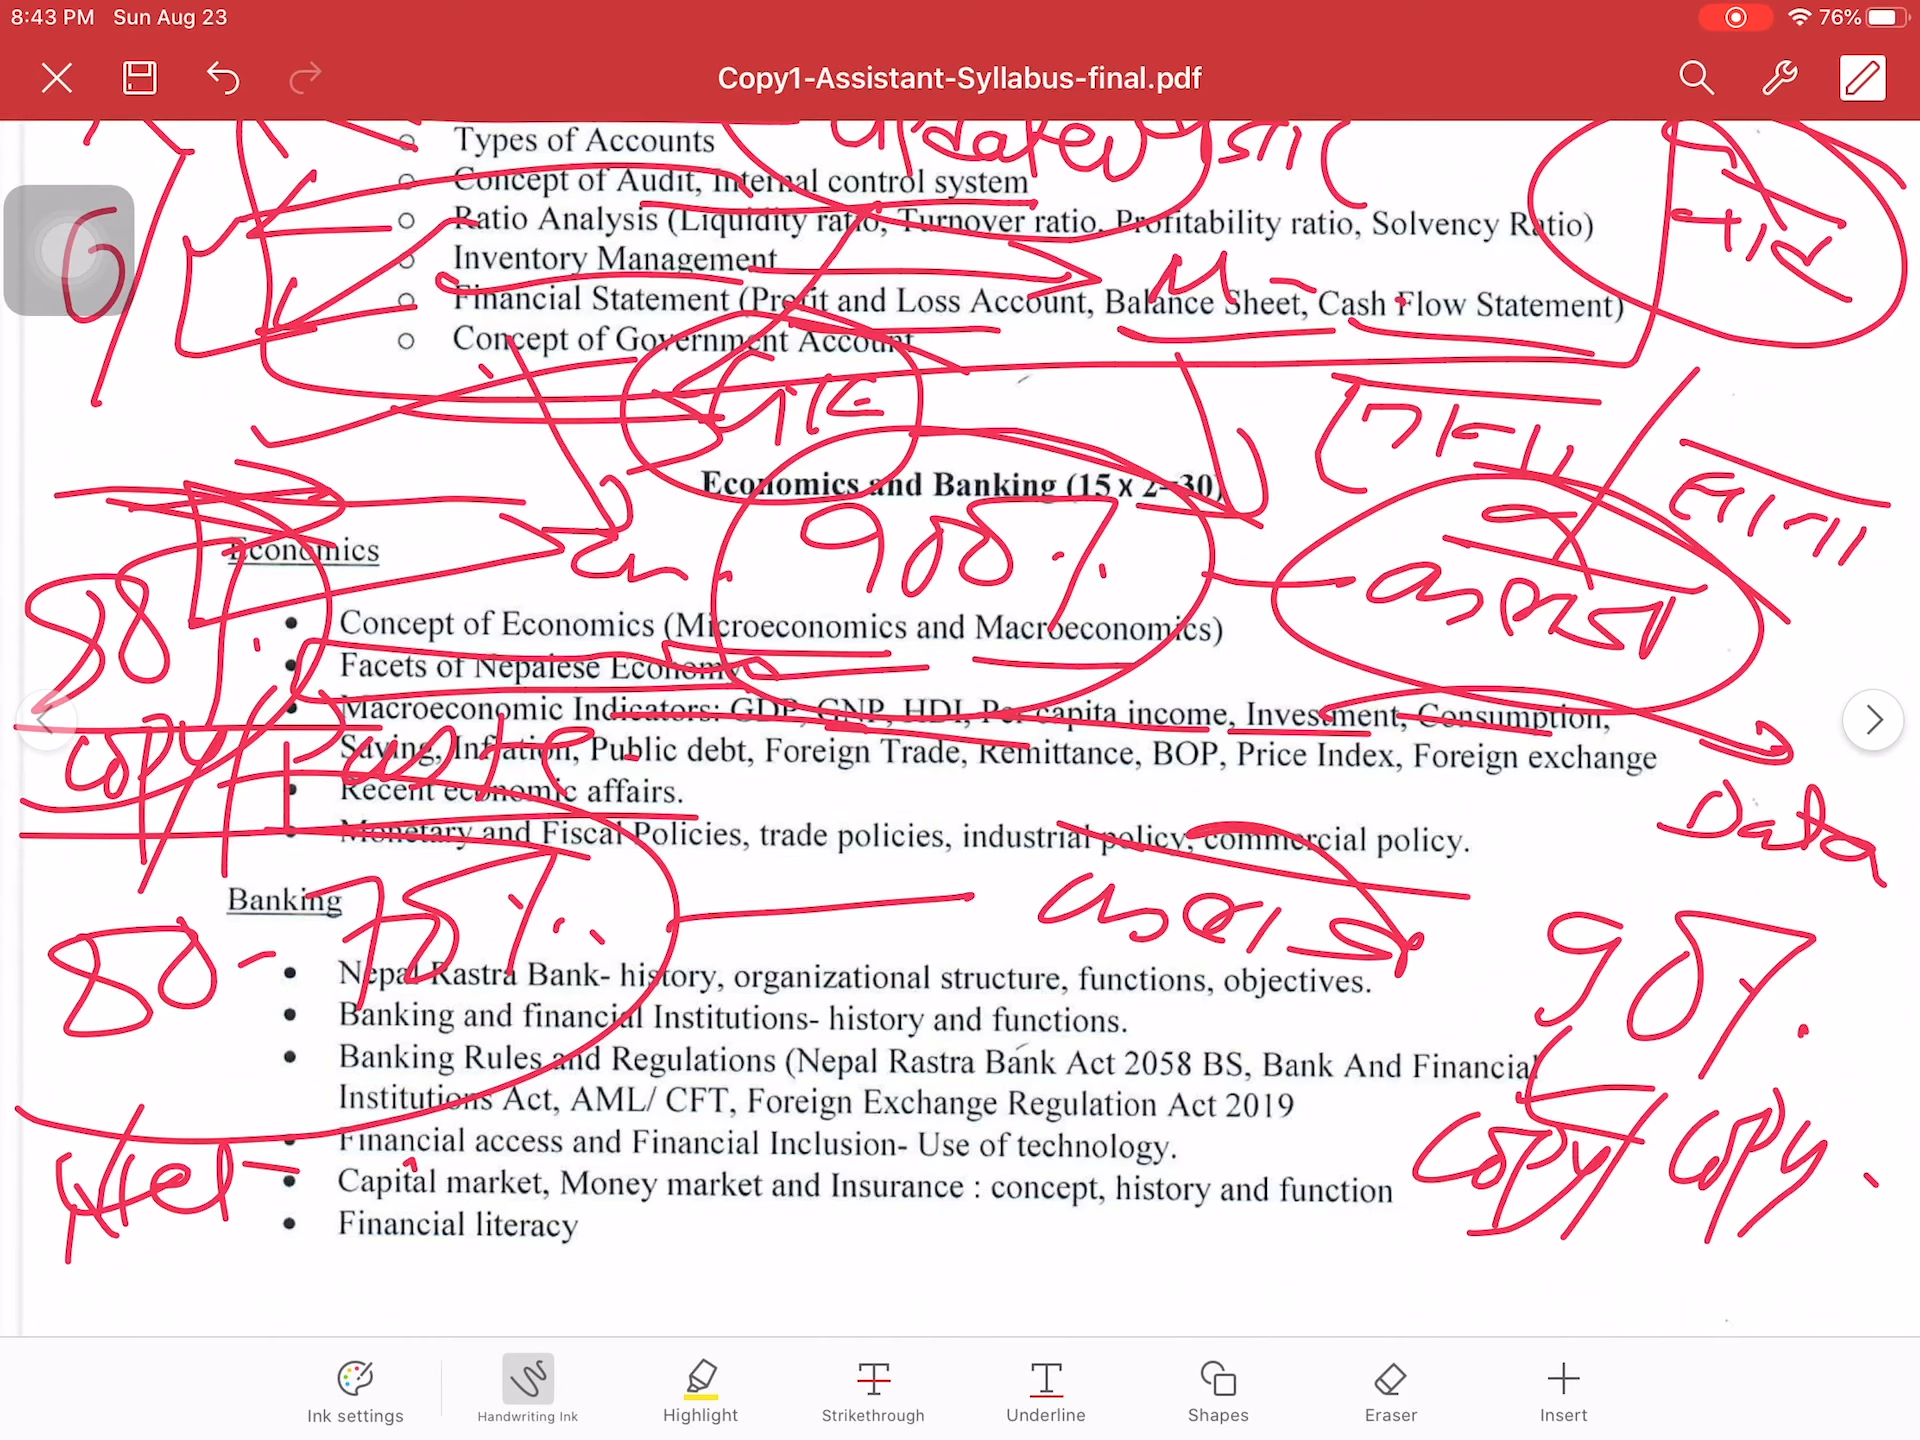 8:43 PM Sun Aug 23
76%
Copy1-Assistant-Syllabus-final.pdf
Updated
Types of Accounts
Concept of Audit, Internal control system
Ratio Analysis (Liquidity ratio, Turnover ratio, Profitability ratio, Solvency Ratio)
Inventory Management
Financial Statement (Profit and Loss Account, Balance Sheet, Cash Flow Statement)
Concept of Government Account
GK
Economics and Banking (15 x 2=30)
Economics
90%
Concept of Economics (Microeconomics and Macroeconomics)
Facets of Nepalese Economy
Macroeconomic Indicators: GDP, GNP, HDI, Per capita income, Investment, Consumption,
Saving, Inflation, Public debt, Foreign Trade, Remittance, BOP, Price Index, Foreign exchange
copy paste
Recent economic affairs.
Data
Monetary and Fiscal Policies, trade policies, industrial policy, commercial policy.
Banking
80-
70%
90%.
Nepal Rastra Bank- history, organizational structure, functions, objectives.
Banking and financial Institutions- history and functions.
Banking Rules and Regulations (Nepal Rastra Bank Act 2058 BS, Bank And Financial
Institutions Act, AML/ CFT, Foreign Exchange Regulation Act 2019
Financial access and Financial Inclusion- Use of technology.
copy copy.
Capital market, Money market and Insurance : concept, history and function
Financial literacy
Ink settings Handwriting Ink Highlight Strikethrough Underline Shapes Eraser Insert